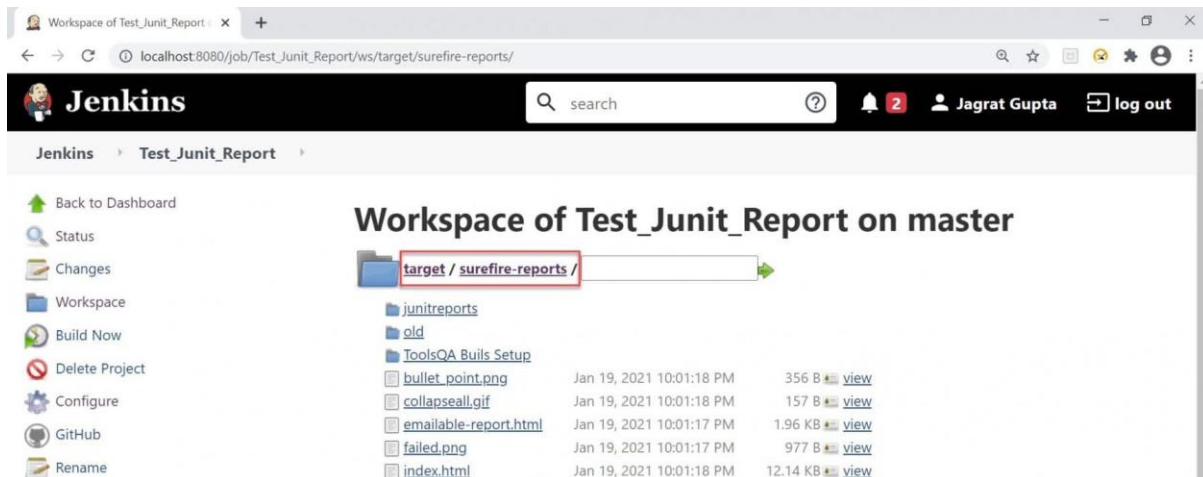 Workspace of Test_Junit_Report
localhost:8080/job/Test_Junit_Report/ws/target/surefire-reports/
Jenkins
search
2
Jagrat Gupta
log out
Jenkins
Test_Junit_Report
Back to Dashboard
Status
Changes
Workspace
Build Now
Delete Project
Configure
GitHub
Rename
Workspace of Test_Junit_Report on master
target / surefire-reports /
junitreports
old
ToolsQA Buils Setup
bullet_point.png Jan 19, 2021 10:01:18 PM 356 B view
collapseall.gif Jan 19, 2021 10:01:18 PM 157 B view
emailable-report.html Jan 19, 2021 10:01:17 PM 1.96 KB view
failed.png Jan 19, 2021 10:01:17 PM 977 B view
index.html Jan 19, 2021 10:01:18 PM 12.14 KB view